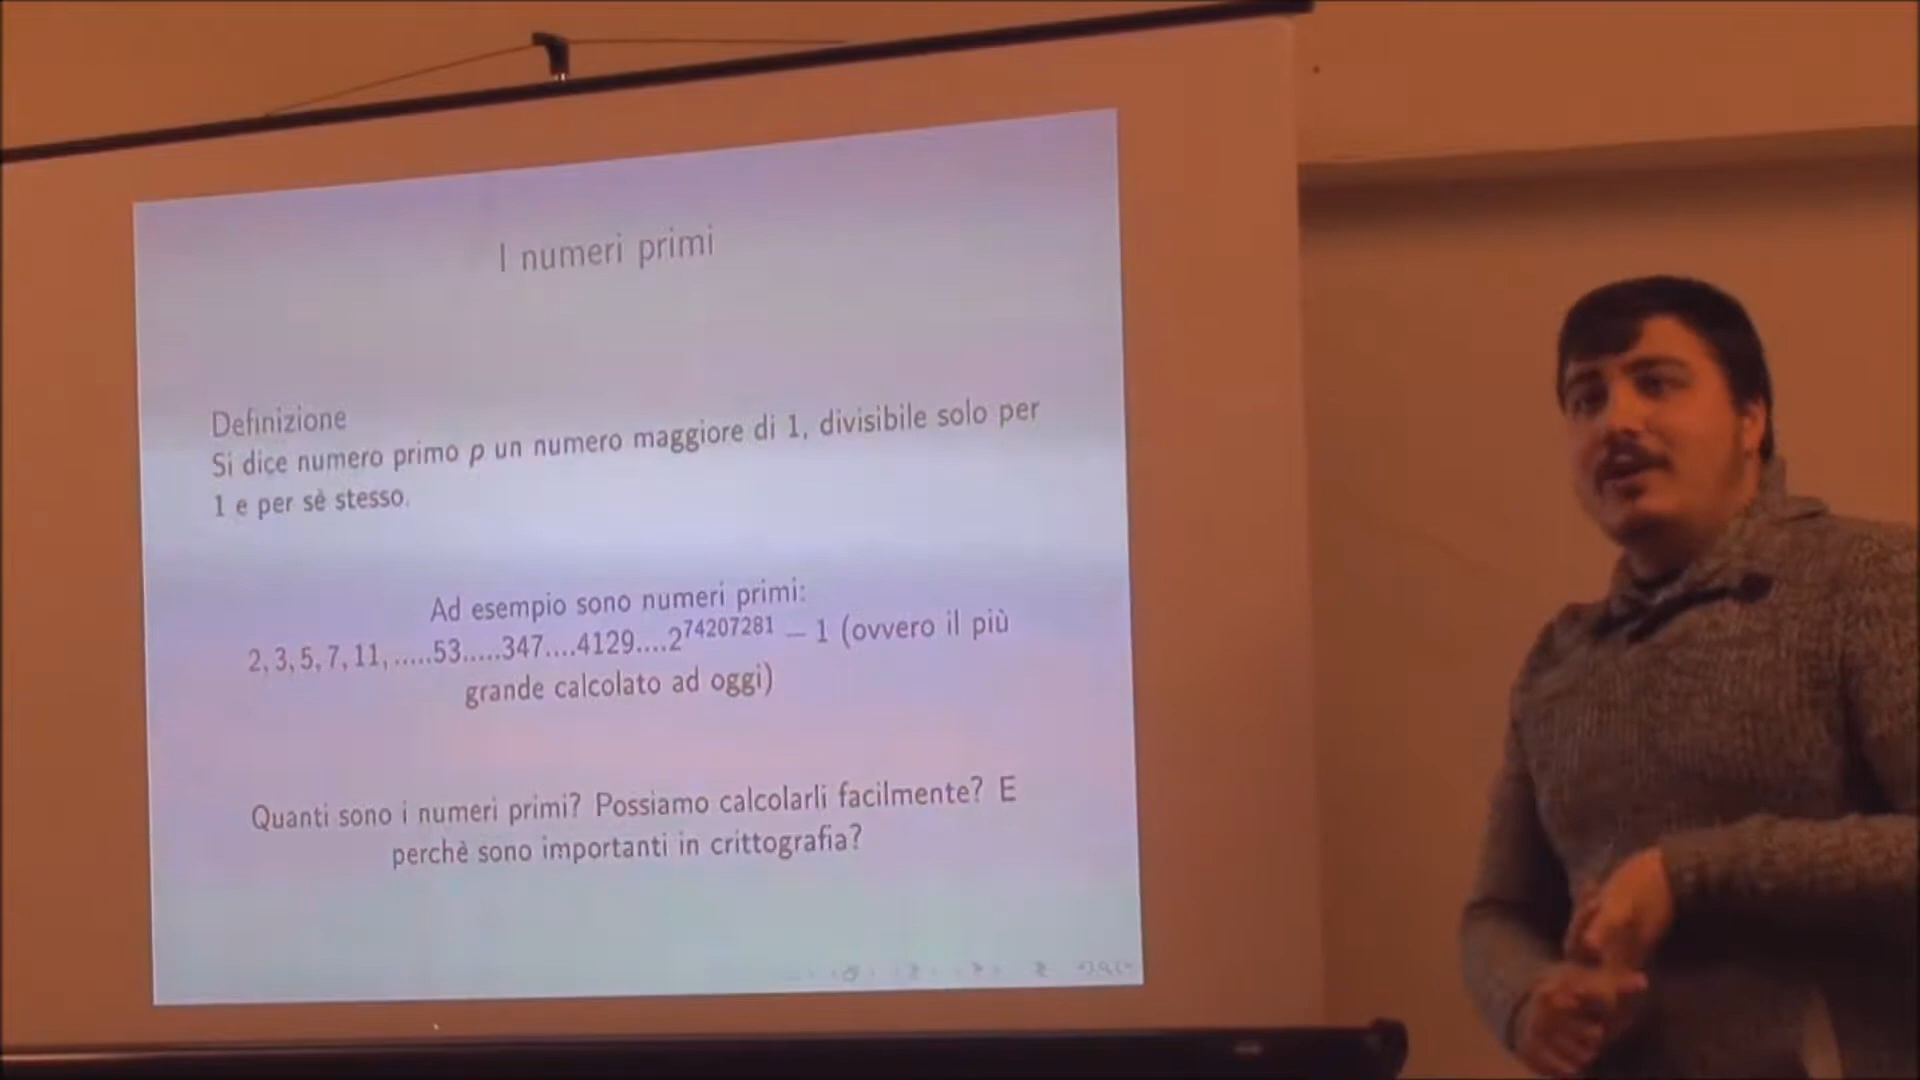 I numeri primi
Definizione
Si dice numero primo p un numero maggiore di 1, divisibile solo per
1 e per sè stesso.
Ad esempio sono numeri primi:
2, 3, 5, 7, 11, .....53.....347....4129....2^74207281 − 1 (ovvero il più
grande calcolato ad oggi)
Quanti sono i numeri primi? Possiamo calcolarli facilmente? E
perchè sono importanti in crittografia?